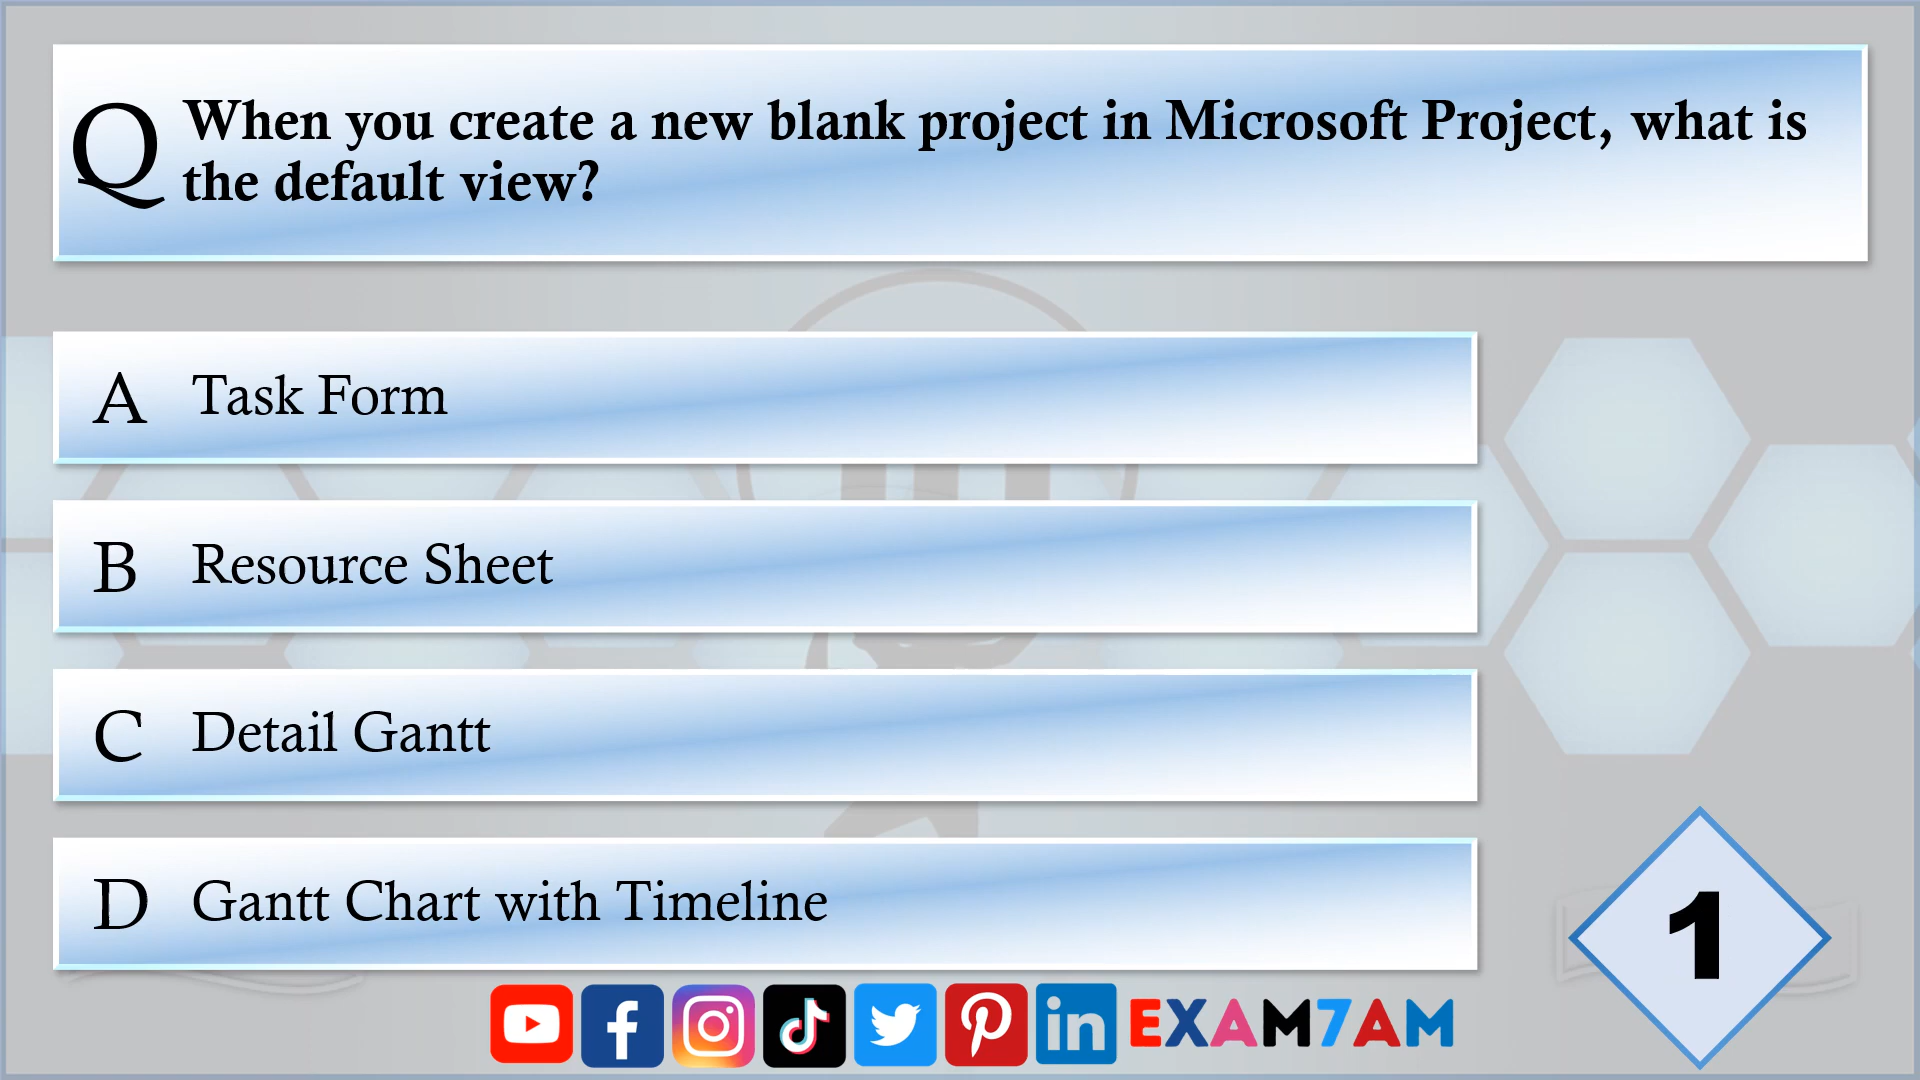 Q When you create a new blank project in Microsoft Project, what is
the default view?
A Task Form
B Resource Sheet
C Detail Gantt
D Gantt Chart with Timeline
1
EXAM7AM